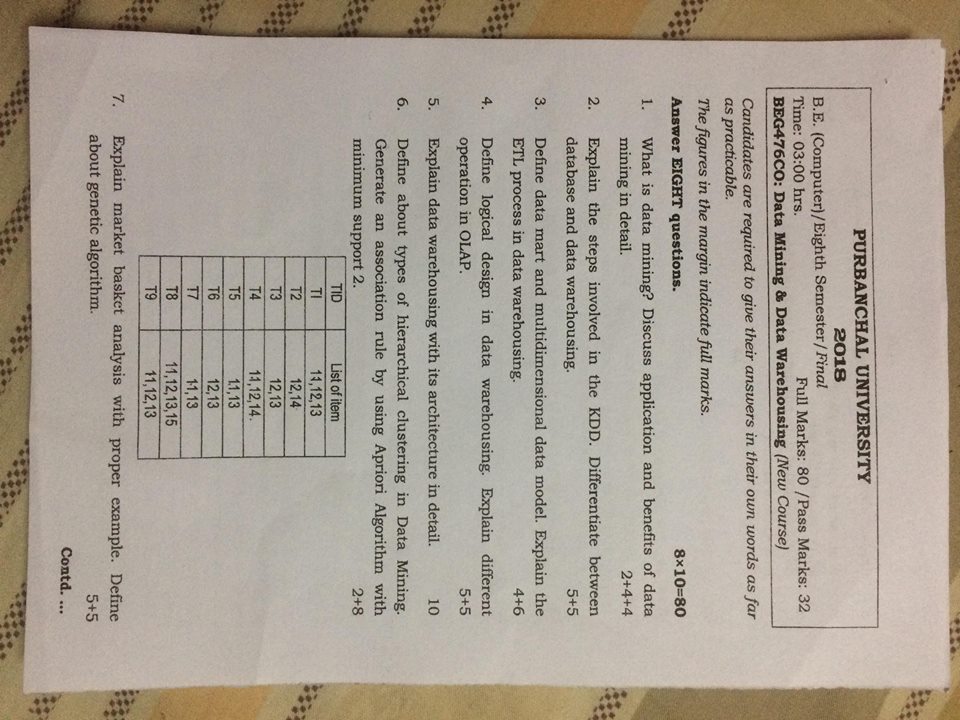 PURBANCHAL UNIVERSITY
2018
B.E. (Computer)/Eighth Semester/Final
Time: 03:00 hrs. Full Marks: 80 /Pass Marks: 32
BEG476CO: Data Mining & Data Warehousing (New Course)
Candidates are required to give their answers in their own words as far
as practicable.
The figures in the margin indicate full marks.
Answer EIGHT questions. 8×10=80
1. What is data mining? Discuss application and benefits of data
mining in detail. 2+4+4
2. Explain the steps involved in the KDD. Differentiate between
database and data warehousing. 5+5
3. Define data mart and multidimensional data model. Explain the
ETL process in data warehousing. 4+6
4. Define logical design in data warehousing. Explain different
operation in OLAP. 5+5
5. Explain data warehousing with its architecture in detail. 10
6. Define about types of hierarchical clustering in Data Mining.
Generate an association rule by using Apriori Algorithm with
minimum support 2. 2+8
TID List of item
T1 11,12,13
T2 12,14
T3 12,13
T4 11,12,14.
T5 11,13
T6 12,13
T7 11,13
T8 11,12,13,15
T9 11,12,13
7. Explain market basket analysis with proper example. Define
about genetic algorithm. 5+5
Contd. ...